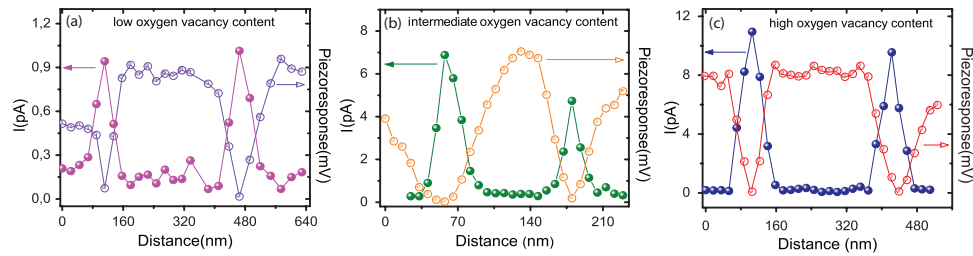 (a) low oxygen vacancy content
I(pA)
1,2
0,9
0,6
0,3
0,0
0 160 320 480 640
Distance(nm)
Piezoresponse(mV)
(b) intermediate oxygen vacancy content
I(pA)
8
6
4
2
0
0 70 140 210
Distance (nm)
Piezoresponse(mV)
(c) high oxygen vacancy content
I(pA)
12
8
4
0
0 160 320 480
Distance (nm)
Piezoresponse(mV)